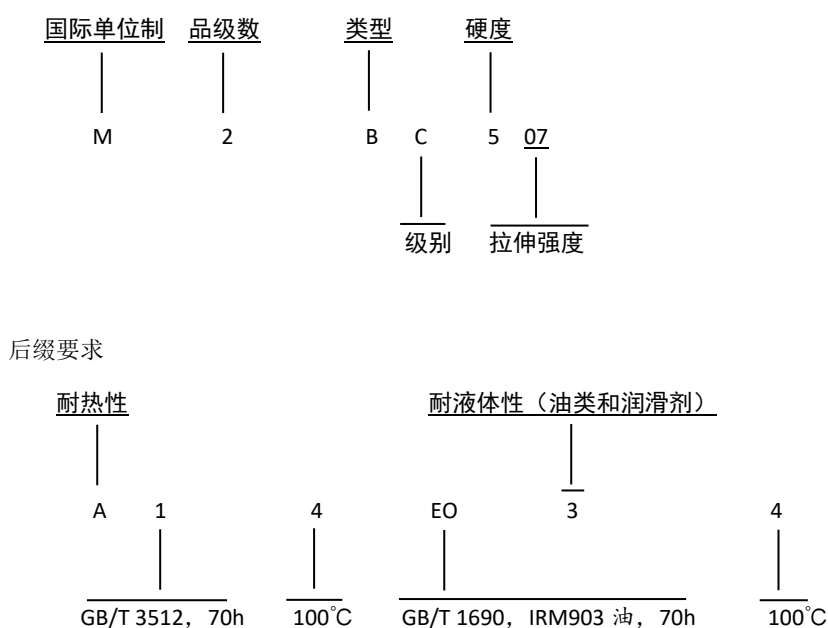 国际单位制 品级数 类型 硬度
M 2 B C 5 07
级别 拉伸强度
后缀要求
耐热性 耐液体性（油类和润滑剂）
A 1 4 EO 3 4
GB/T 3512，70h 100℃ GB/T 1690，IRM903 油，70h 100℃